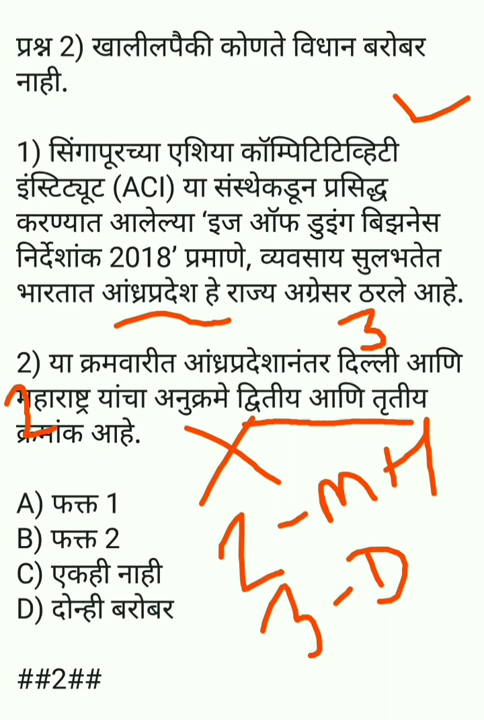 प्रश्न 2) खालीलपैकी कोणते विधान बरोबर
नाही.
1) सिंगापूरच्या एशिया कॉम्पिटिटिव्हिटी
इंस्टिट्यूट (ACI) या संस्थेकडून प्रसिद्ध
करण्यात आलेल्या ‘इज ऑफ डुइंग बिझनेस
निर्देशांक 2018’ प्रमाणे, व्यवसाय सुलभतेत
भारतात आंध्रप्रदेश हे राज्य अग्रेसर ठरले आहे.
3
2) या क्रमवारीत आंध्रप्रदेशानंतर दिल्ली आणि
2
महाराष्ट्र यांचा अनुक्रमे द्वितीय आणि तृतीय
क्रमांक आहे.
A) फक्त 1
B) फक्त 2
C) एकही नाही
D) दोन्ही बरोबर
2 - MH
3 - D
##2##